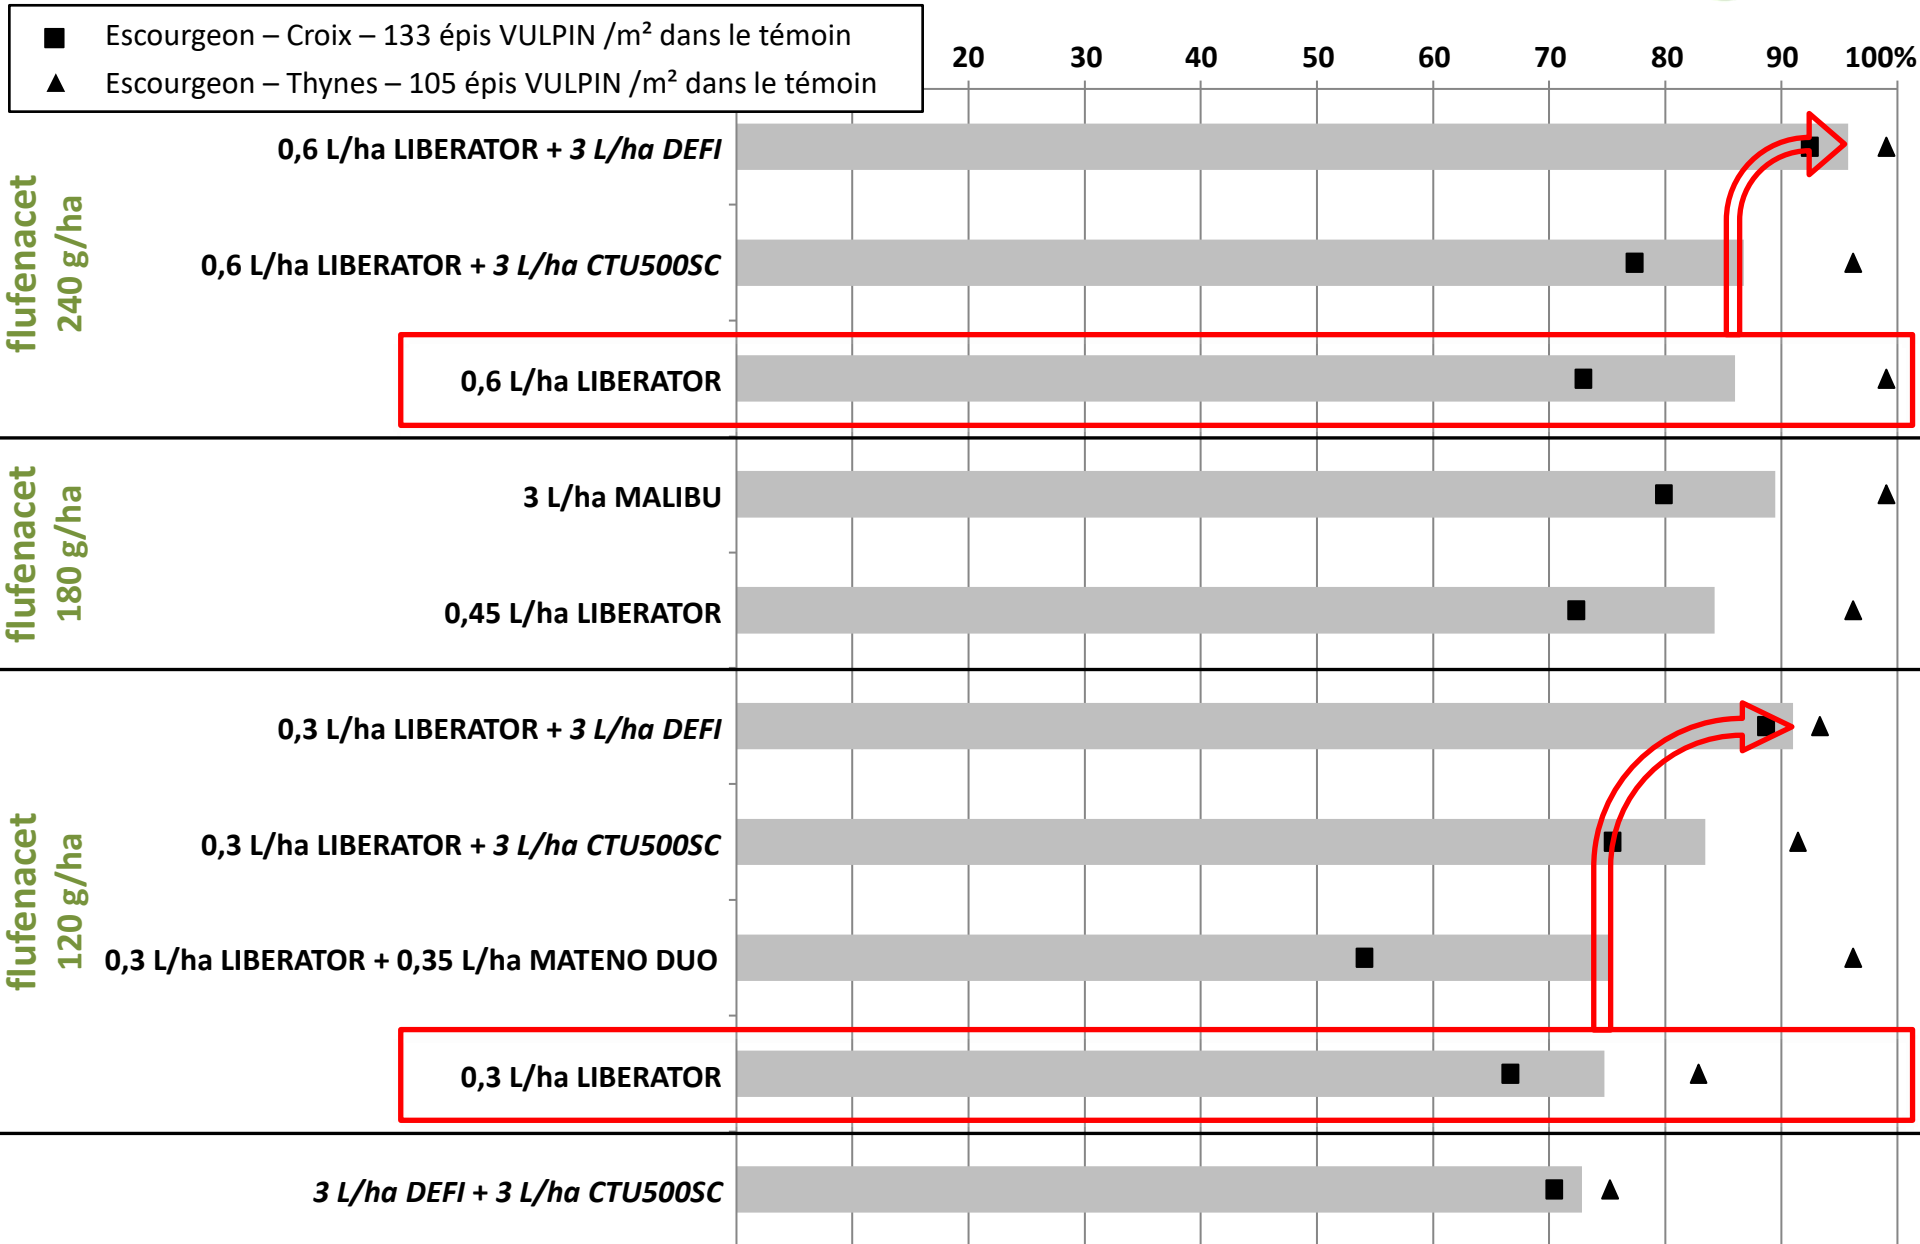 Escourgeon – Croix – 133 épis VULPIN /m² dans le témoin
Escourgeon – Thynes – 105 épis VULPIN /m² dans le témoin
20 30 40 50 60 70 80 90 100%
flufenacet
240 g/ha
0,6 L/ha LIBERATOR + 3 L/ha DEFI
0,6 L/ha LIBERATOR + 3 L/ha CTU500SC
0,6 L/ha LIBERATOR
flufenacet
180 g/ha
3 L/ha MALIBU
0,45 L/ha LIBERATOR
flufenacet
120 g/ha
0,3 L/ha LIBERATOR + 3 L/ha DEFI
0,3 L/ha LIBERATOR + 3 L/ha CTU500SC
0,3 L/ha LIBERATOR + 0,35 L/ha MATENO DUO
0,3 L/ha LIBERATOR
3 L/ha DEFI + 3 L/ha CTU500SC